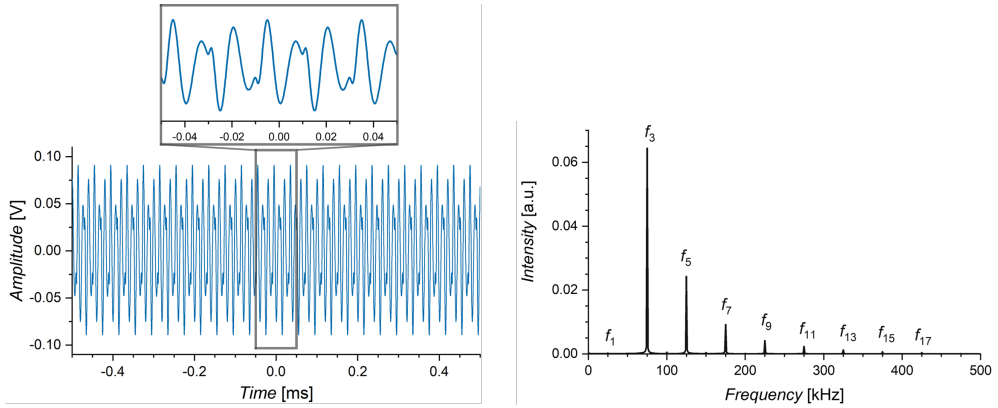 -0.04 -0.02 0.00 0.02 0.04
0.10
0.05
0.00
-0.05
-0.10
Amplitude [V]
-0.4 -0.2 0.0 0.2 0.4
Time [ms]
0.06
0.04
0.02
0.00
Intensity [a.u.]
f₁ f₃ f₅ f₇ f₉ f₁₁ f₁₃ f₁₅ f₁₇
0 100 200 300 400 500
Frequency [kHz]